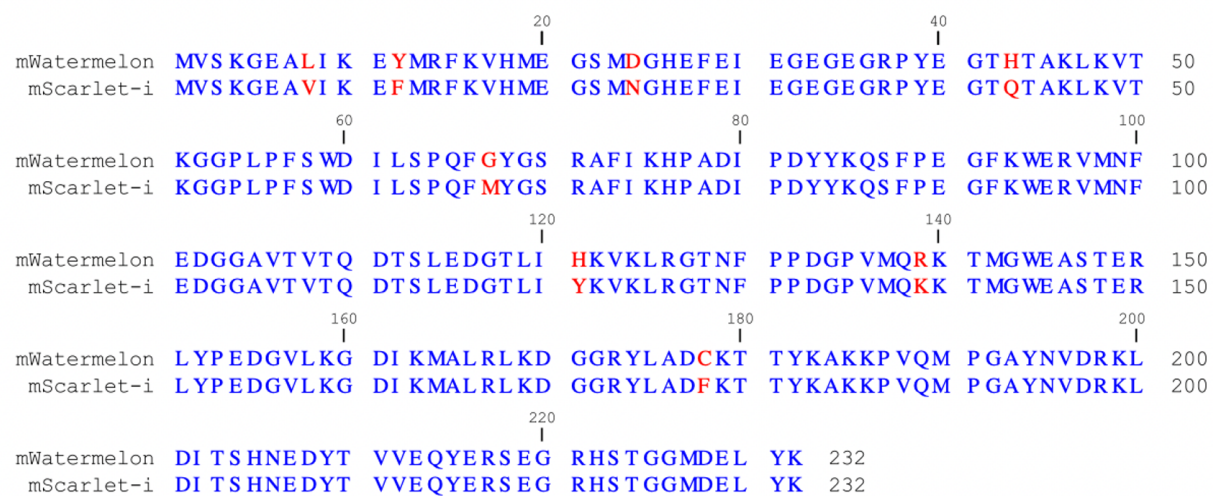 20 40
mWatermelon MVSKGEALIK EYMRFKVHME GSMDGHEFEI EGEGEGRPYE GTHTAKLKVT 50
mScarlet-i MVSKGEAVIK EFMRFKVHME GSMNGHEFEI EGEGEGRPYE GTQTAKLKVT 50
60 80 100
mWatermelon KGGPLPFSWD ILSPQFGYGS RAFIKHPADI PDYYKQSFPE GFKWERVMNF 100
mScarlet-i KGGPLPFSWD ILSPQFMYGS RAFIKHPADI PDYYKQSFPE GFKWERVMNF 100
120 140
mWatermelon EDGGAVTVTQ DTSLEDGTLI HKVKLRGTNF PPDGPVMQRK TMGWEASTER 150
mScarlet-i EDGGAVTVTQ DTSLEDGTLI YKVKLRGTNF PPDGPVMQKK TMGWEASTER 150
160 180 200
mWatermelon LYPEDGVLKG DIKMALRLKD GGRYLADCKT TYKAKKPVQM PGAYNVDRKL 200
mScarlet-i LYPEDGVLKG DIKMALRLKD GGRYLADFKT TYKAKKPVQM PGAYNVDRKL 200
220
mWatermelon DITSHNEDYT VVEQYERSEG RHSTGGMDEL YK 232
mScarlet-i DITSHNEDYT VVEQYERSEG RHSTGGMDEL YK 232